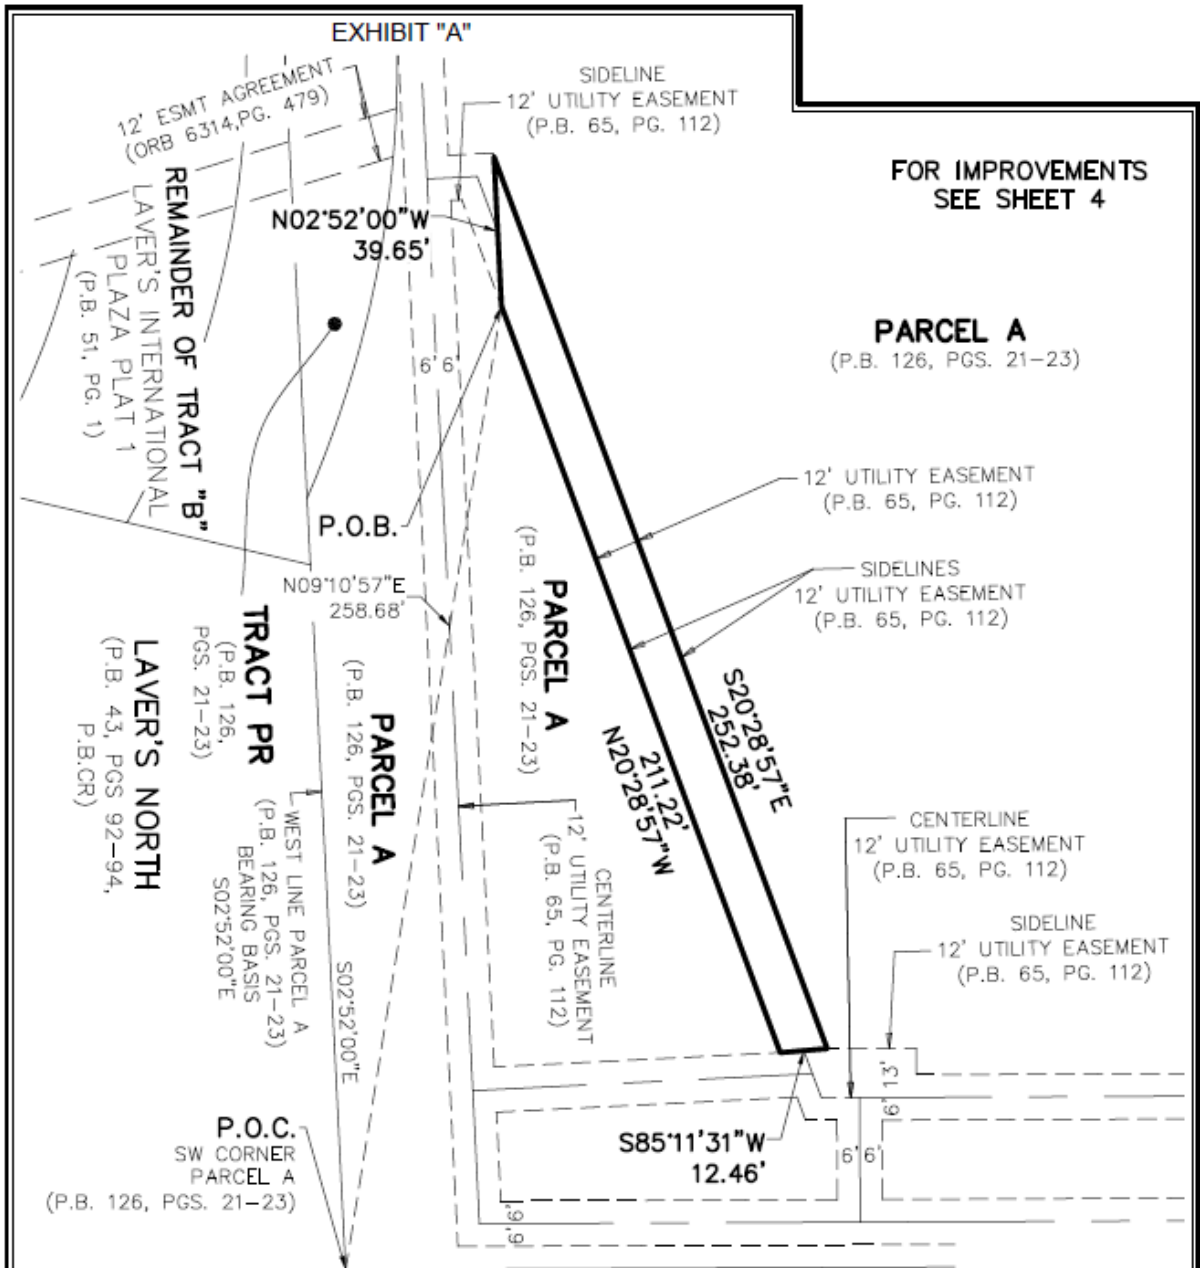 EXHIBIT "A"
12' ESMT AGREEMENT
(ORB 6314,PG. 479)
SIDELINE
12' UTILITY EASEMENT
(P.B. 65, PG. 112)
FOR IMPROVEMENTS
SEE SHEET 4
REMAINDER OF TRACT "B"
LAVER'S INTERNATIONAL
PLAZA PLAT 1
(P.B. 51, PG. 1)
N02°52'00"W
39.65'
PARCEL A
(P.B. 126, PGS. 21-23)
6' 6'
12' UTILITY EASEMENT
(P.B. 65, PG. 112)
P.O.B.
SIDELINES
12' UTILITY EASEMENT
(P.B. 65, PG. 112)
N09°10'57"E
258.68'
PARCEL A
(P.B. 126, PGS. 21-23)
TRACT PR
(P.B. 126,
PGS. 21-23)
LAVER'S NORTH
(P.B. 43, PGS 92-94,
P.B.CR)
PARCEL A
(P.B. 126, PGS. 21-23)
S20°28'57"E
252.38'
211.22'
N20°28'57"W
WEST LINE PARCEL A
(P.B. 126, PGS. 21-23)
BEARING BASIS
S02°52'00"E
S02°52'00"E
CENTERLINE
12' UTILITY EASEMENT
(P.B. 65, PG. 112)
CENTERLINE
12' UTILITY EASEMENT
(P.B. 65, PG. 112)
SIDELINE
12' UTILITY EASEMENT
(P.B. 65, PG. 112)
13'
6'
P.O.C.
SW CORNER
PARCEL A
(P.B. 126, PGS. 21-23)
S85°11'31"W
12.46'
6' 6'
6'
6'